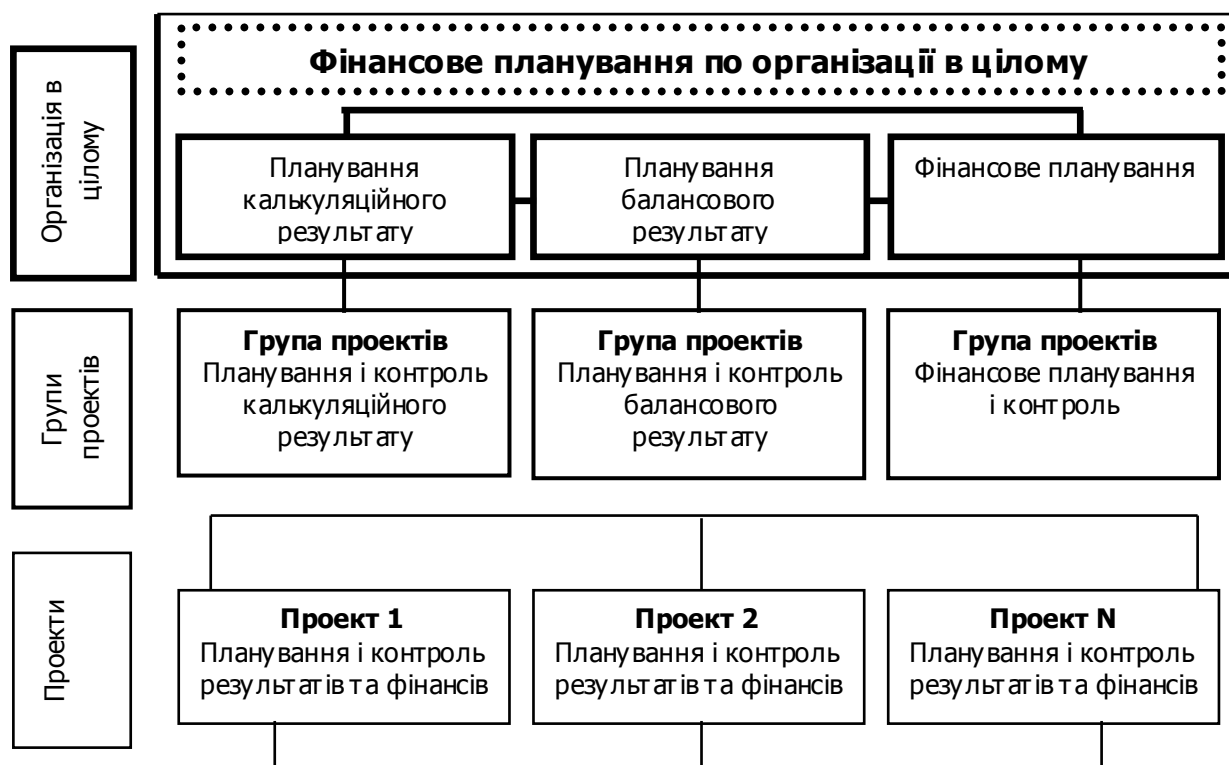 Фінансове планування по організації в цілому
Організація в
цілому
Планування
калькуляційного
результату
Планування
балансового
результату
Фінансове планування
Групи
проектів
Група проектів
Планування і контроль
калькуляційного
результату
Група проектів
Планування і контроль
балансового
результату
Група проектів
Фінансове планування
і контроль
Проекти
Проект 1
Планування і контроль
результатів та фінансів
Проект 2
Планування і контроль
результатів та фінансів
Проект N
Планування і контроль
результатів та фінансів